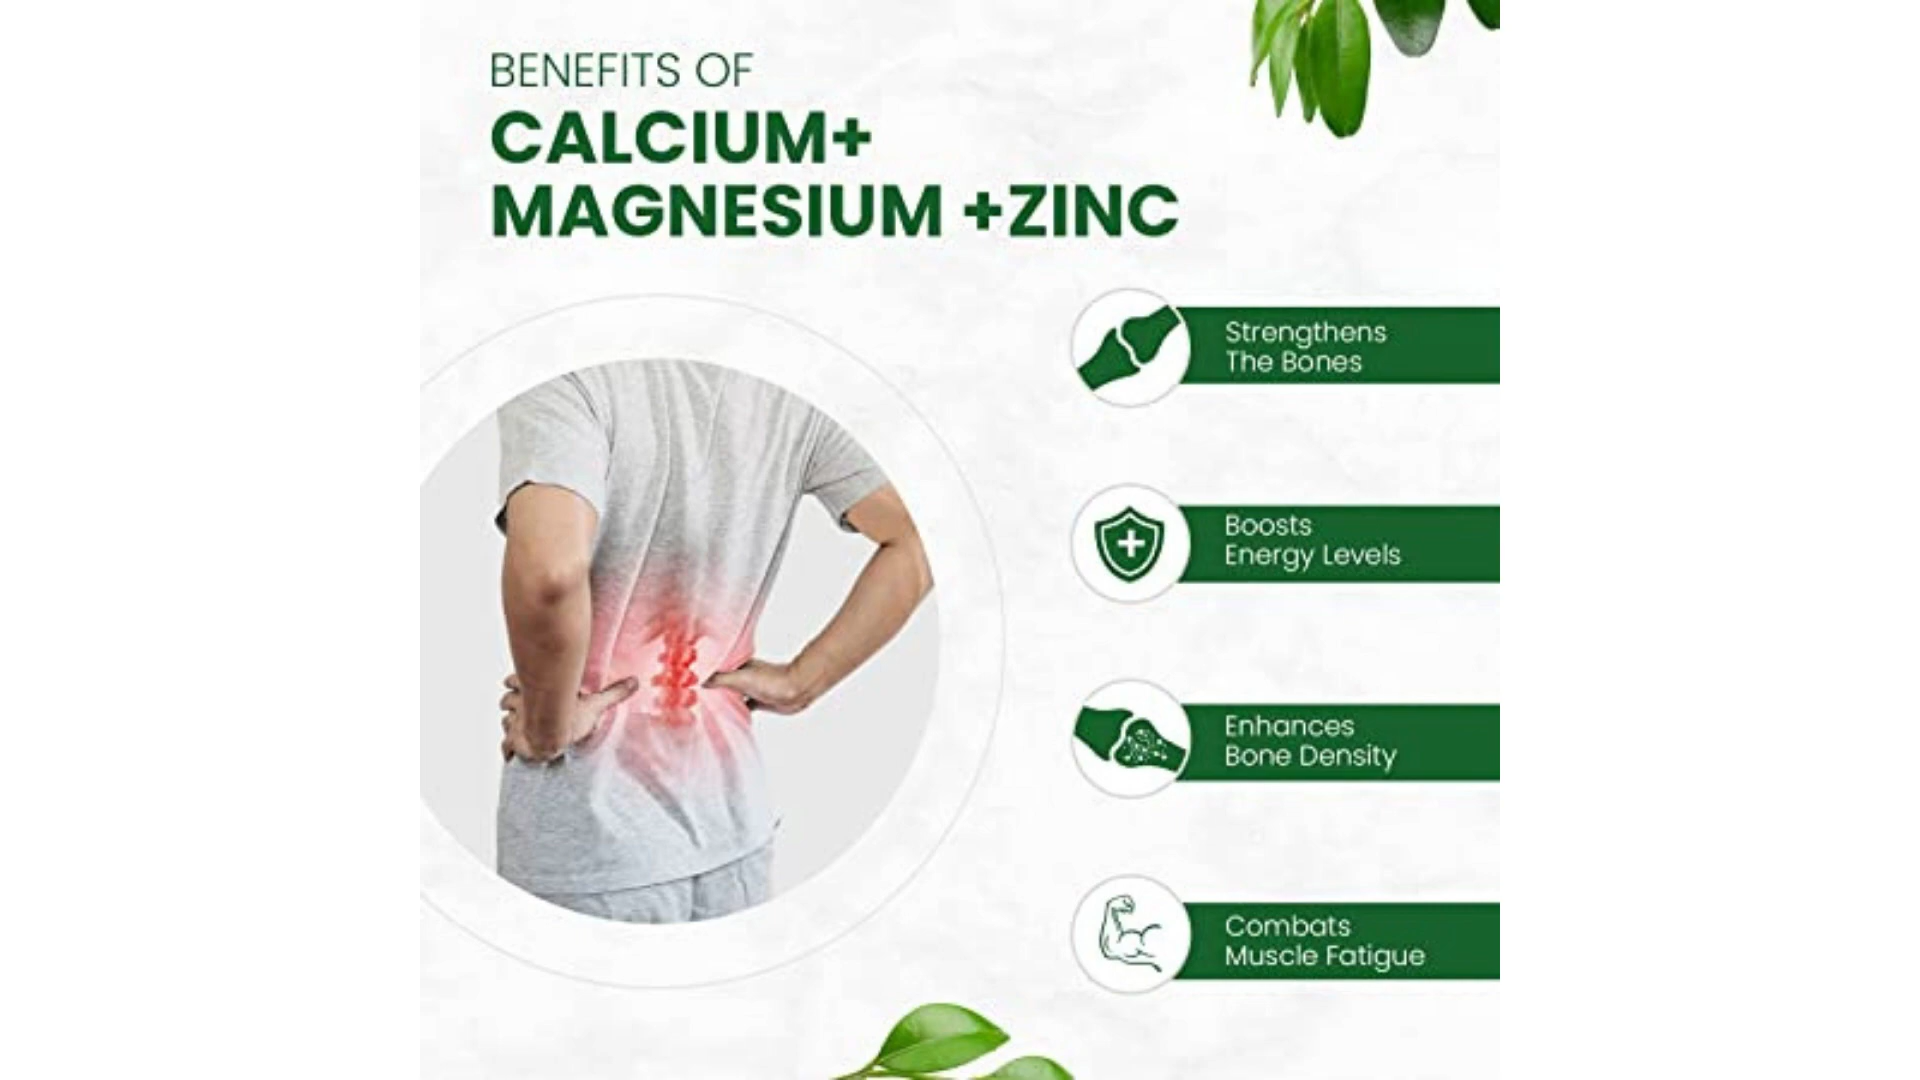 BENEFITS OF
CALCIUM+
MAGNESIUM +ZINC
Strengthens
The Bones
Boosts
Energy Levels
Enhances
Bone Density
Combats
Muscle Fatigue